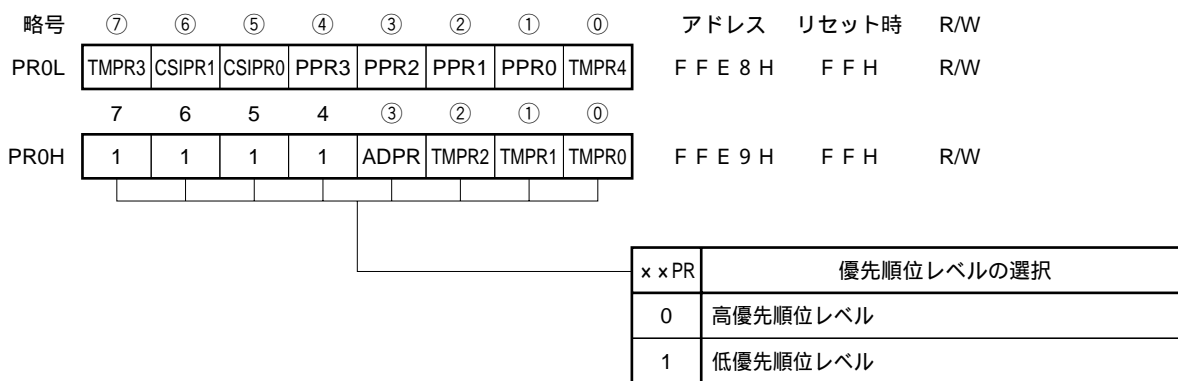 略号 ⑦ ⑥ ⑤ ④ ③ ② ① ⓪ アドレス リセット時 R/W
PR0L TMPR3 CSIPR1 CSIPR0 PPR3 PPR2 PPR1 PPR0 TMPR4 FFE8H FFH R/W
7 6 5 4 ③ ② ① ⓪
PR0H 1 1 1 1 ADPR TMPR2 TMPR1 TMPR0 FFE9H FFH R/W
××PR 優先順位レベルの選択
0 高優先順位レベル
1 低優先順位レベル